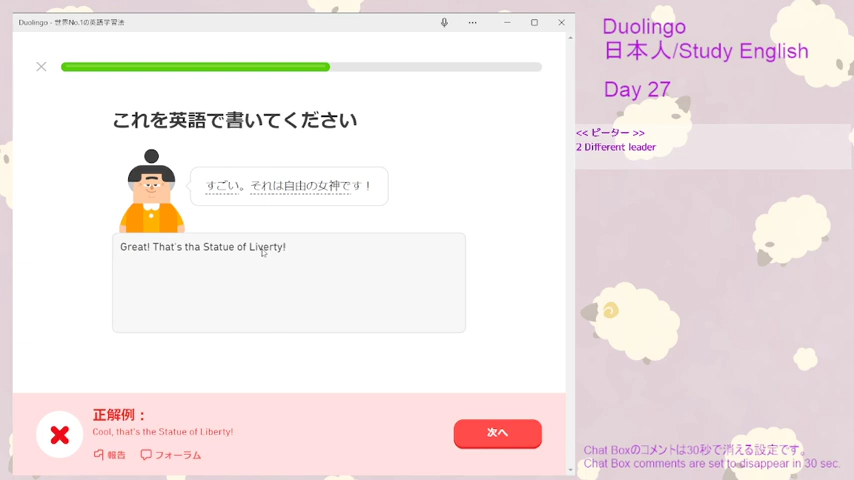 Duolingo - 世界No.1の英語学習法
これを英語で書いてください
すごい。それは自由の女神です！
Great! That's tha Statue of Liverty!
正解例：
Cool, that's the Statue of Liberty!
報告 フォーラム
次へ
Duolingo
日本人/Study English
Day 27
<< ピーター >>
2 Different leader
Chat Boxのコメントは30秒で消える設定です
Chat Box comments are set to disappear in 30 sec.